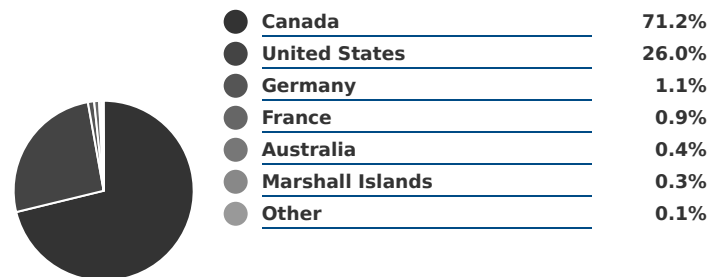 Canada 71.2%
United States 26.0%
Germany 1.1%
France 0.9%
Australia 0.4%
Marshall Islands 0.3%
Other 0.1%